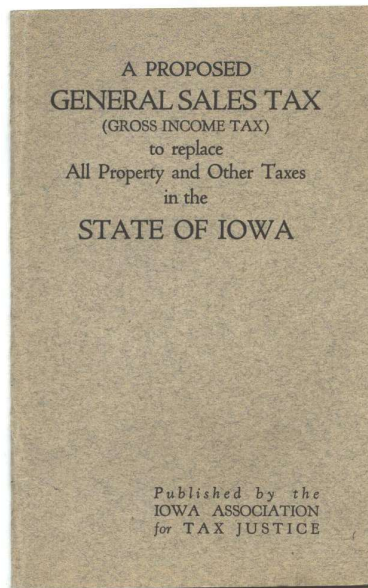 A PROPOSED
GENERAL SALES TAX
(GROSS INCOME TAX)
to replace
All Property and Other Taxes
in the
STATE OF IOWA
Published by the
IOWA ASSOCIATION
for TAX JUSTICE